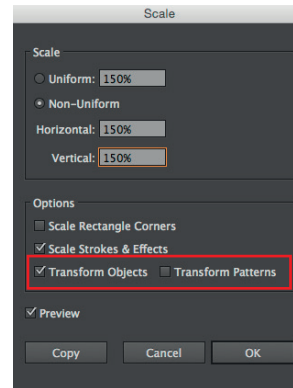 Scale
Scale
Uniform: 150%
Non-Uniform
Horizontal: 150%
Vertical: 150%
Options
Scale Rectangle Corners
Scale Strokes & Effects
Transform Objects Transform Patterns
Preview
Copy Cancel OK